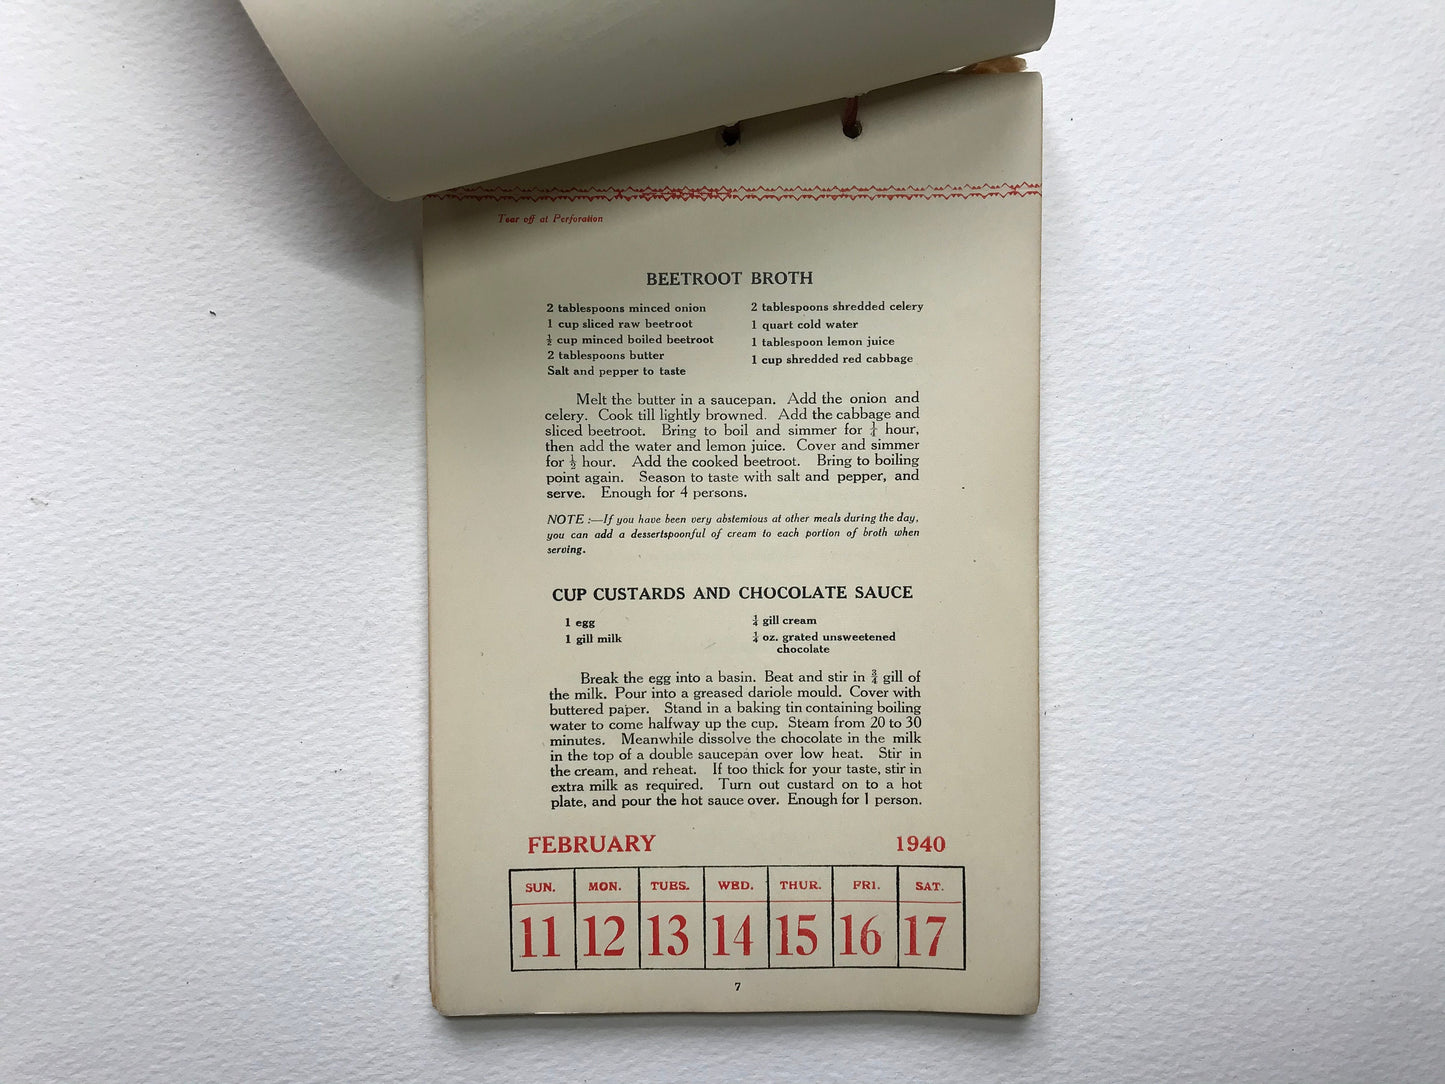 Tear off at Perforation
BEETROOT BROTH
2 tablespoons minced onion
1 cup sliced raw beetroot
½ cup minced boiled beetroot
2 tablespoons butter
Salt and pepper to taste
2 tablespoons shredded celery
1 quart cold water
1 tablespoon lemon juice
1 cup shredded red cabbage
Melt the butter in a saucepan. Add the onion and
celery. Cook till lightly browned. Add the cabbage and
sliced beetroot. Bring to boil and simmer for ¼ hour,
then add the water and lemon juice. Cover and simmer
for ½ hour. Add the cooked beetroot. Bring to boiling
point again. Season to taste with salt and pepper, and
serve. Enough for 4 persons.
NOTE :—If you have been very abstemious at other meals during the day,
you can add a dessertspoonful of cream to each portion of broth when
serving.
CUP CUSTARDS AND CHOCOLATE SAUCE
1 egg
1 gill milk
¼ gill cream
¼ oz. grated unsweetened
chocolate
Break the egg into a basin. Beat and stir in ¾ gill of
the milk. Pour into a greased dariole mould. Cover with
buttered paper. Stand in a baking tin containing boiling
water to come halfway up the cup. Steam from 20 to 30
minutes. Meanwhile dissolve the chocolate in the milk
in the top of a double saucepan over low heat. Stir in
the cream, and reheat. If too thick for your taste, stir in
extra milk as required. Turn out custard on to a hot
plate, and pour the hot sauce over. Enough for 1 person.
FEBRUARY 1940
SUN. MON. TUES. WED. THUR. FRI. SAT.
11 12 13 14 15 16 17
7